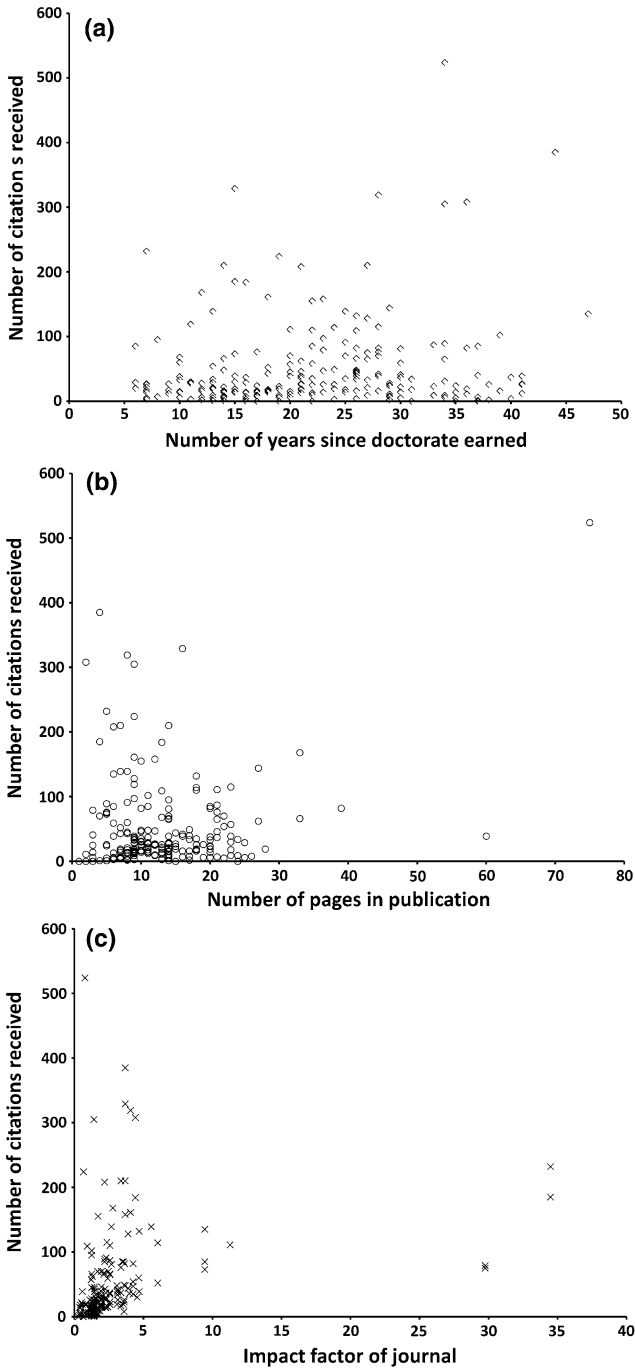 600
(a)
500
400
300
200
100
0
0 5 10 15 20 25 30 35 40 45 50
Number of citation s received
Number of years since doctorate earned
600
(b)
500
400
300
200
100
0
0 10 20 30 40 50 60 70 80
Number of citations received
Number of pages in publication
600
(c)
500
400
300
200
100
0
0 5 10 15 20 25 30 35 40
Number of citations received
Impact factor of journal